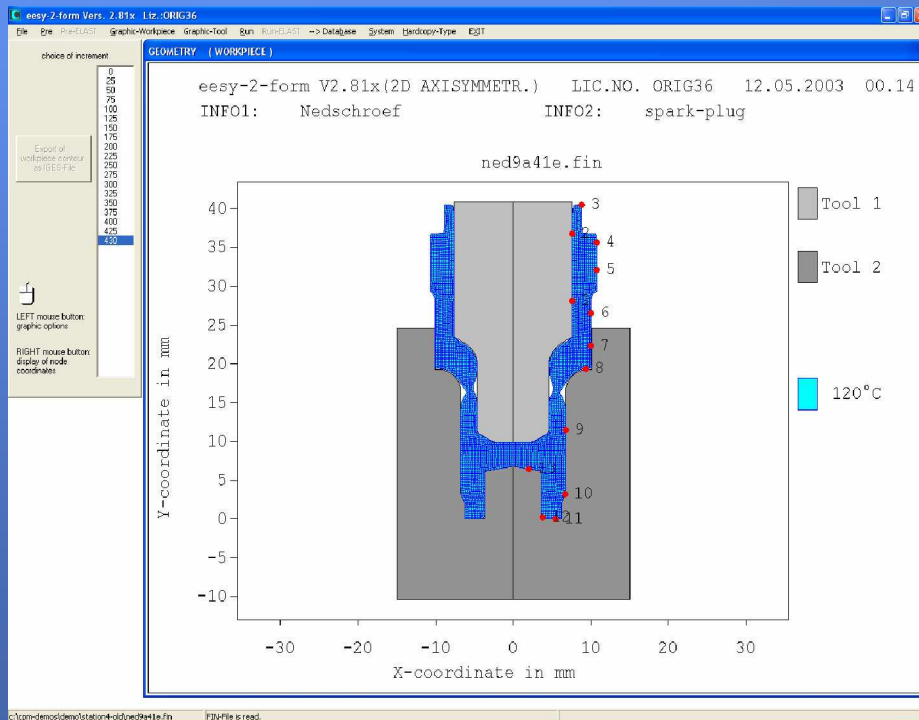 eesy-2-form Vers. 2.81x Liz.:ORIG36
File Pre Pre-ELAST Graphic-Workpiece Graphic-Tool Run Run-ELAST --> Database System Hardcopy-Type EXIT
choice of increment
0
25
50
75
100
125
150
175
200
225
250
275
300
325
350
375
400
425
430
Export of
workpiece contour
as IGES-File
LEFT mouse button:
graphic options
RIGHT mouse button:
display of node
coordinates
GEOMETRY ( WORKPIECE )
eesy-2-form V2.81x(2D AXISYMMETR.) LIC.NO. ORIG36 12.05.2003 00.14
INFO1: Nedschroef INFO2: spark-plug
ned9a41e.fin
Y-coordinate in mm
40
35
30
25
20
15
10
5
0
-5
-10
3
4
5
6
7
8
9
10
11
-30 -20 -10 0 10 20 30
X-coordinate in mm
Tool 1
Tool 2
120°C
c:\cpm-demos\demo\station4-old\ned9a41e.fin FIN-File is read.